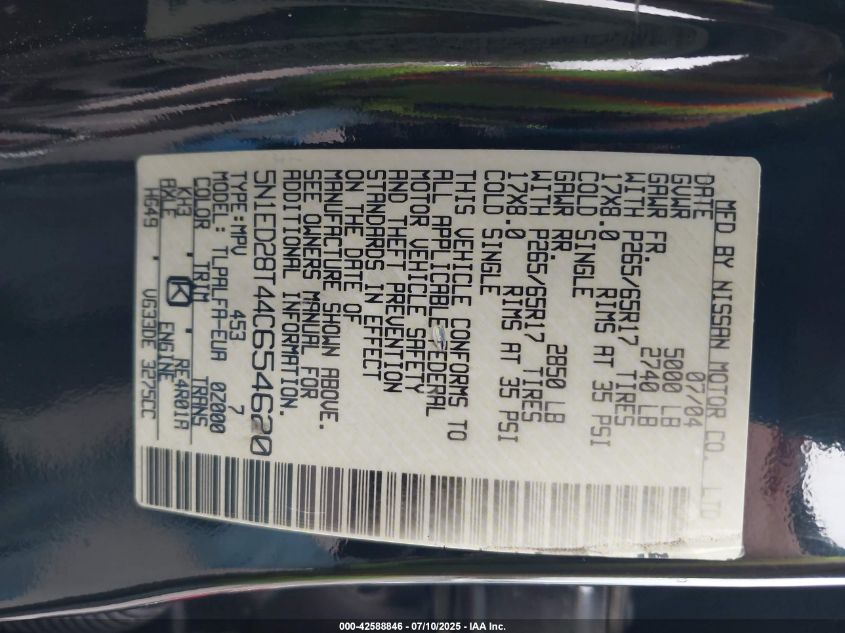 MFD BY NISSAN MOTOR CO., LTD
DATE 07/04
GVWR 5000 LB
GAWR FR. 2740 LB
WITH P265/65R17 TIRES
17X8.0 RIMS AT 35 PSI
COLD SINGLE
GAWR RR. 2850 LB
WITH P265/65R17 TIRES
17X8.0 RIMS AT 35 PSI
COLD SINGLE
THIS VEHICLE CONFORMS TO
ALL APPLICABLE FEDERAL
MOTOR VEHICLE SAFETY
AND THEFT PREVENTION
STANDARDS IN EFFECT
ON THE DATE OF
MANUFACTURE SHOWN ABOVE.
SEE OWNERS MANUAL FOR
ADDITIONAL INFORMATION.
5N1ED28T44C654620
TYPE:MPV 453 7
MODEL: TLPALFA-EUA 0Z000
COLOR TRIM TRANS
KH3 K RE4R01A
AXLE ENGINE
HG49 VG33DE 3275CC
000-42588846 - 07/10/2025 - IAA Inc.